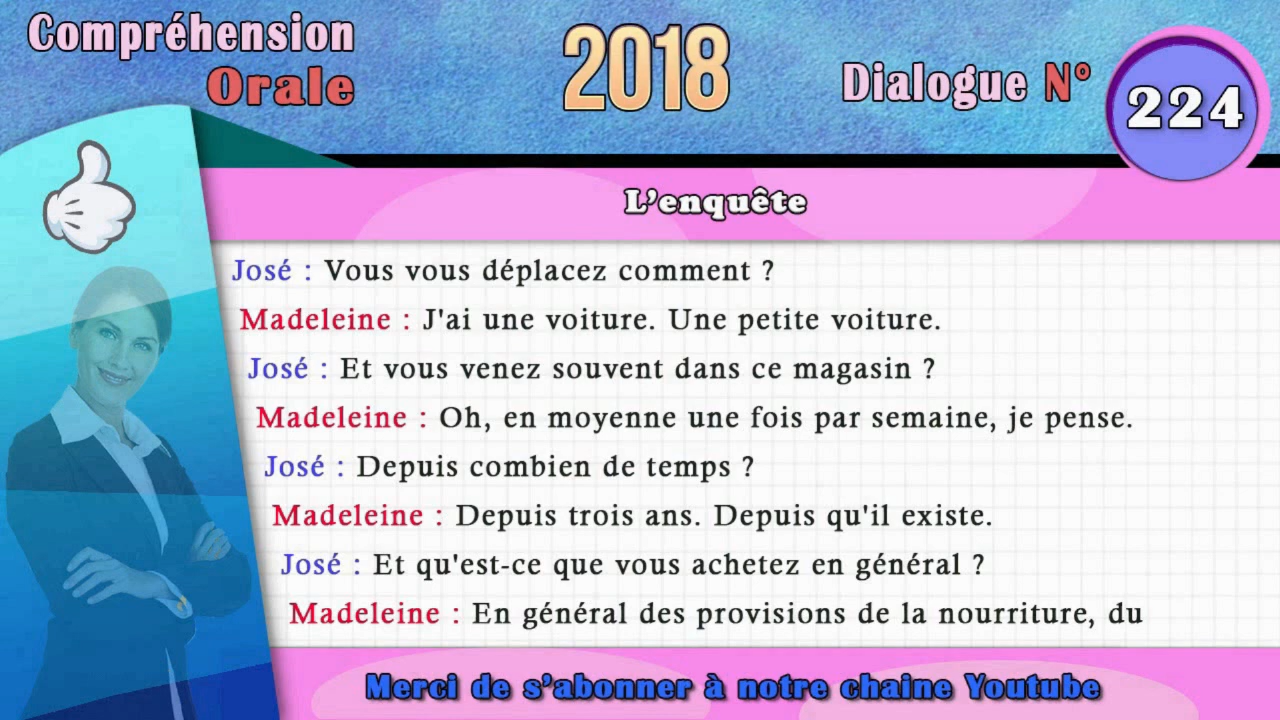 Compréhension
Orale
2018
Dialogue N°
224
L'enquête
José : Vous vous déplacez comment ?
Madeleine : J'ai une voiture. Une petite voiture.
José : Et vous venez souvent dans ce magasin ?
Madeleine : Oh, en moyenne une fois par semaine, je pense.
José : Depuis combien de temps ?
Madeleine : Depuis trois ans. Depuis qu'il existe.
José : Et qu'est-ce que vous achetez en général ?
Madeleine : En général des provisions de la nourriture, du
Merci de s'abonner à notre chaine Youtube